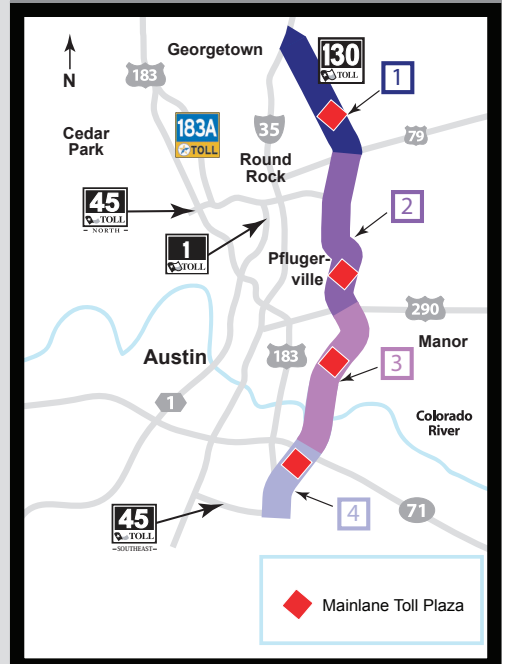 Georgetown
130
TOLL
1
N
183
183A
TOLL
35
79
Cedar
Park
Round
Rock
45
TOLL
– NORTH –
2
1
TOLL
Pfluger-
ville
290
Manor
Austin
183
3
1
Colorado
River
45
TOLL
–SOUTHEAST–
4
71
Mainlane Toll Plaza